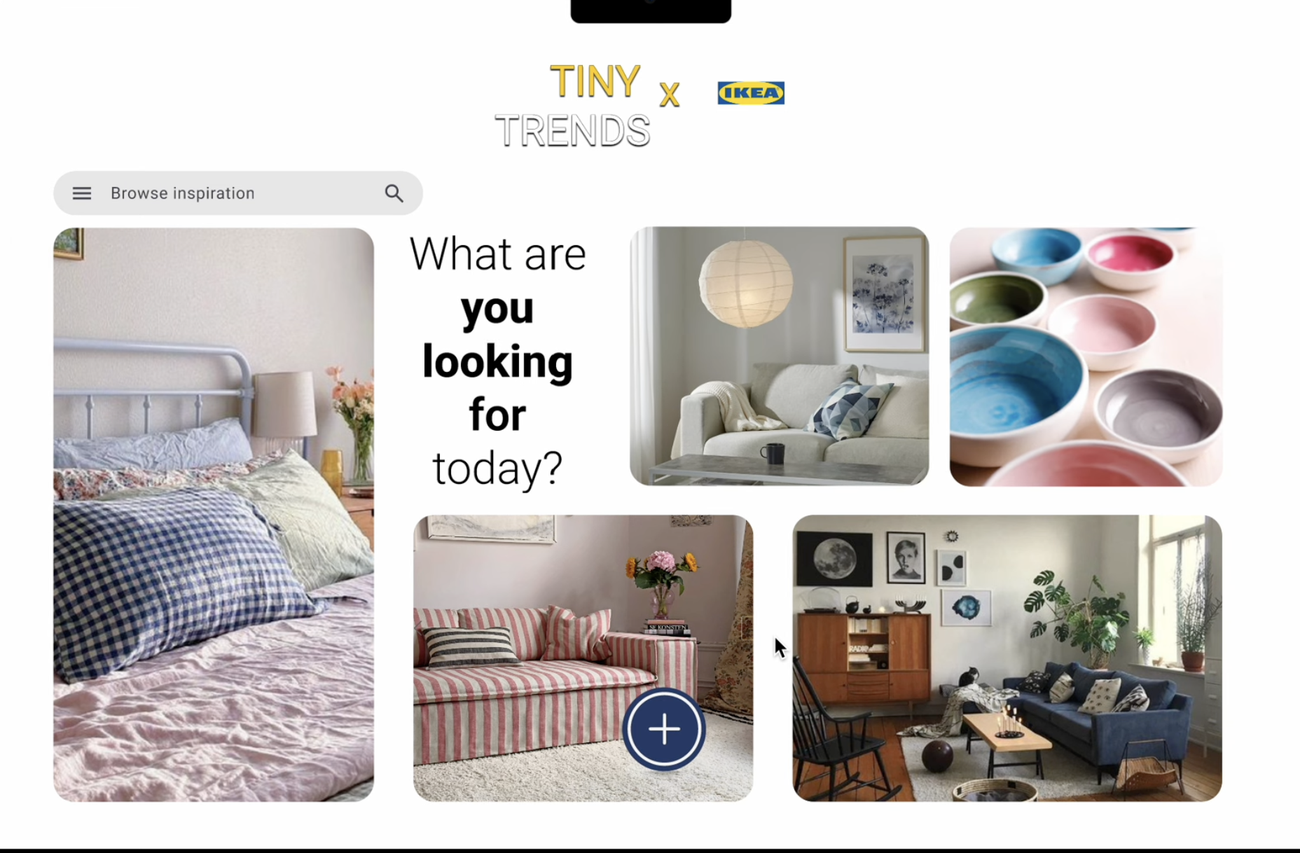 TINY
X
IKEA
TRENDS
Browse inspiration
What are
you
looking
for
today?